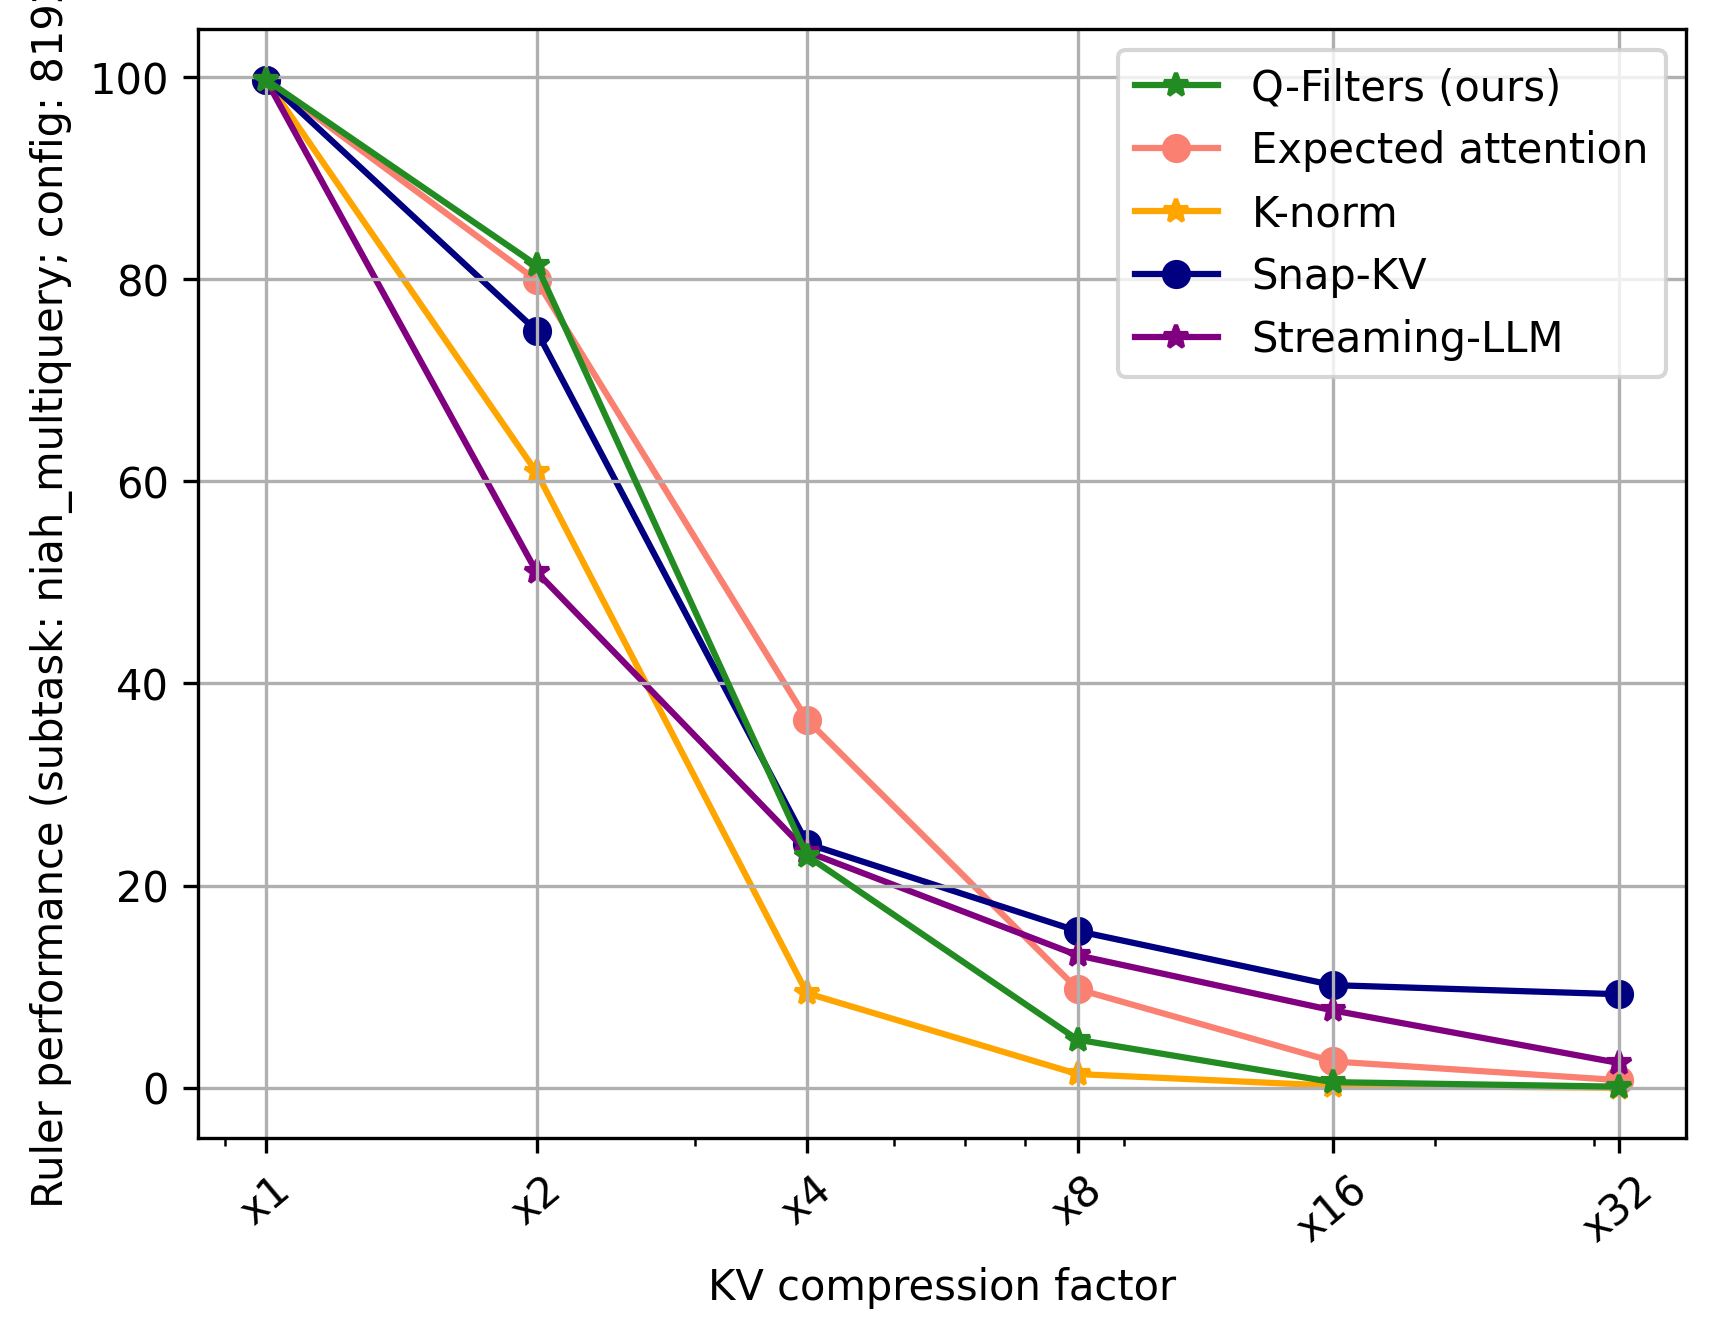 Ruler performance (subtask: niah_multiquery; config: 819
100
80
60
40
20
0
Q-Filters (ours)
Expected attention
K-norm
Snap-KV
Streaming-LLM
x1
x2
x4
x8
x16
x32
KV compression factor